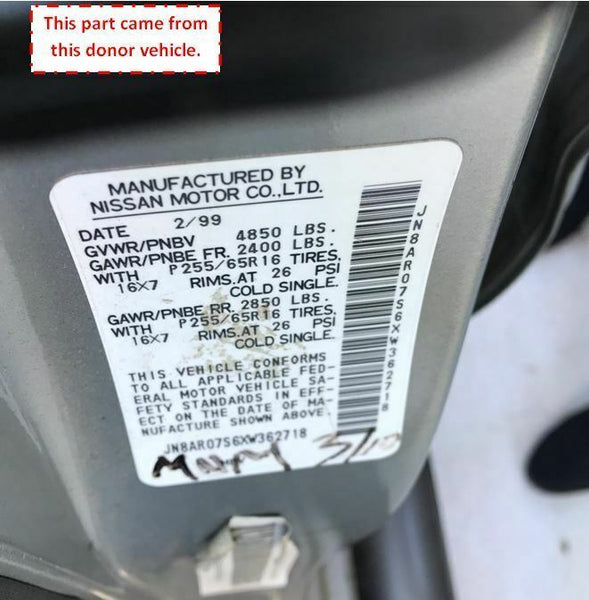 This part came from
this donor vehicle.
MANUFACTURED BY
NISSAN MOTOR CO.,LTD.
DATE 2/99
GVWR/PNBV 4850 LBS.
GAWR/PNBE FR. 2400 LBS.
WITH P255/65R16 TIRES,
16X7 RIMS,AT 26 PSI
COLD SINGLE.
GAWR/PNBE RR 2850 LBS.
WITH P255/65R16 TIRES,
16X7 RIMS,AT 26 PSI
COLD SINGLE.
THIS VEHICLE CONFORMS
TO ALL APPLICABLE FED-
ERAL MOTOR VEHICLE SA-
FETY STANDARDS IN EFF-
ECT ON THE DATE OF MA-
NUFACTURE SHOWN ABOVE.
JN8AR07S6XW362718
JN8AR07S6XW362718